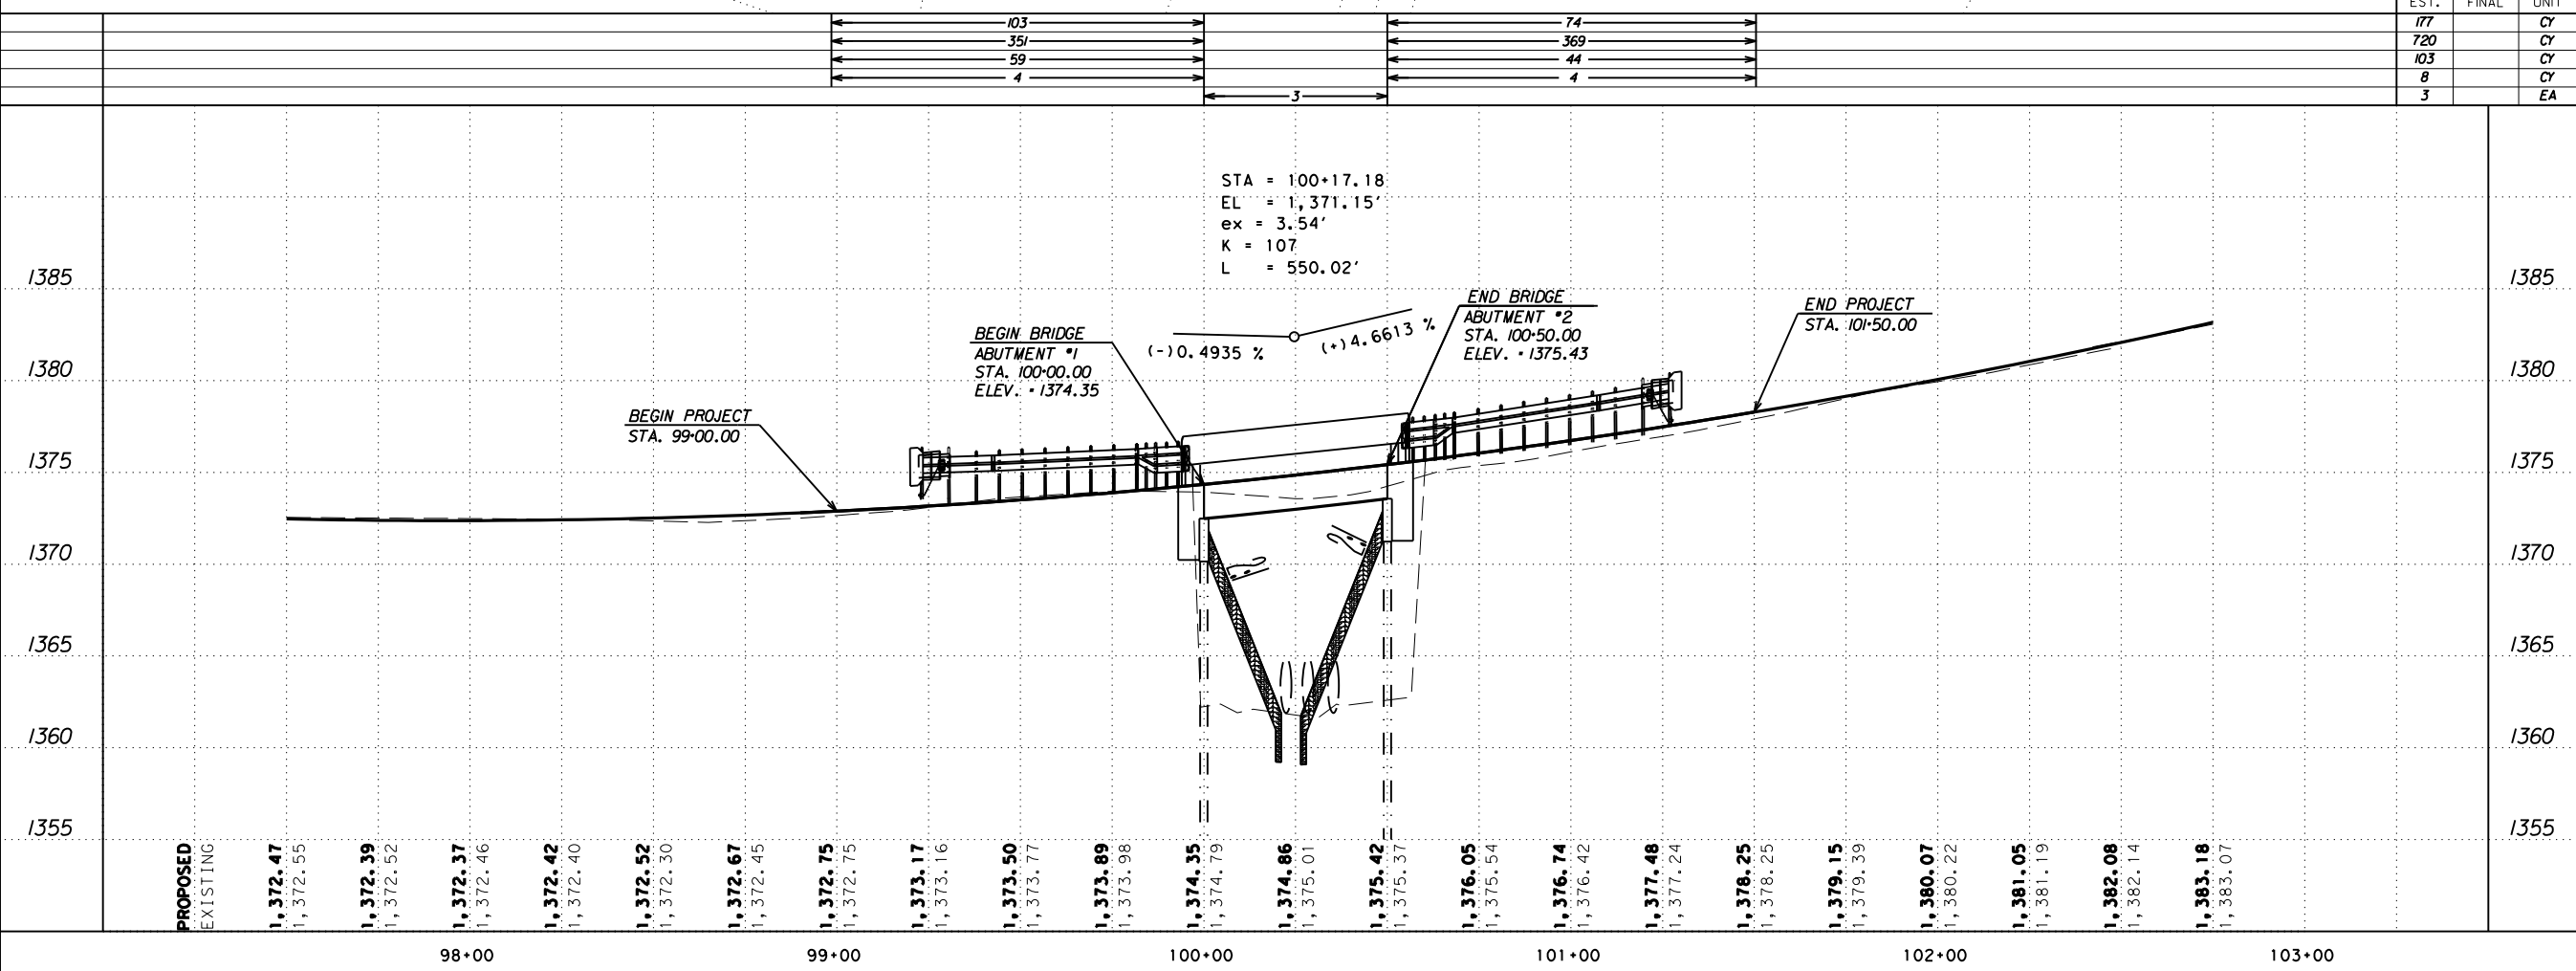 EST. FINAL UNIT
103 74 177 CY
351 369 720 CY
59 44 103 CY
4 4 8 CY
3 3 EA
STA = 100+17.18
EL = 1,371.15'
ex = 3.54'
K = 107
L = 550.02'
1385 1385
1380 1380
1375 1375
1370 1370
1365 1365
1360 1360
1355 1355
BEGIN PROJECT
STA. 99+00.00
BEGIN BRIDGE
ABUTMENT #1
STA. 100+00.00
ELEV. = 1374.35
(-)0.4935 %
(+)4.6613 %
END BRIDGE
ABUTMENT #2
STA. 100+50.00
ELEV. = 1375.43
END PROJECT
STA. 101+50.00
PROPOSED
EXISTING
1,372.47
1,372.55
1,372.39
1,372.52
1,372.37
1,372.46
1,372.42
1,372.40
1,372.52
1,372.30
1,372.67
1,372.45
1,372.75
1,372.75
1,373.17
1,373.16
1,373.50
1,373.77
1,373.89
1,373.98
1,374.35
1,374.79
1,374.86
1,375.01
1,375.42
1,375.37
1,376.05
1,375.54
1,376.74
1,376.42
1,377.48
1,377.24
1,378.25
1,378.25
1,379.15
1,379.39
1,380.07
1,380.22
1,381.05
1,381.19
1,382.08
1,382.14
1,383.18
1,383.07
98+00 99+00 100+00 101+00 102+00 103+00